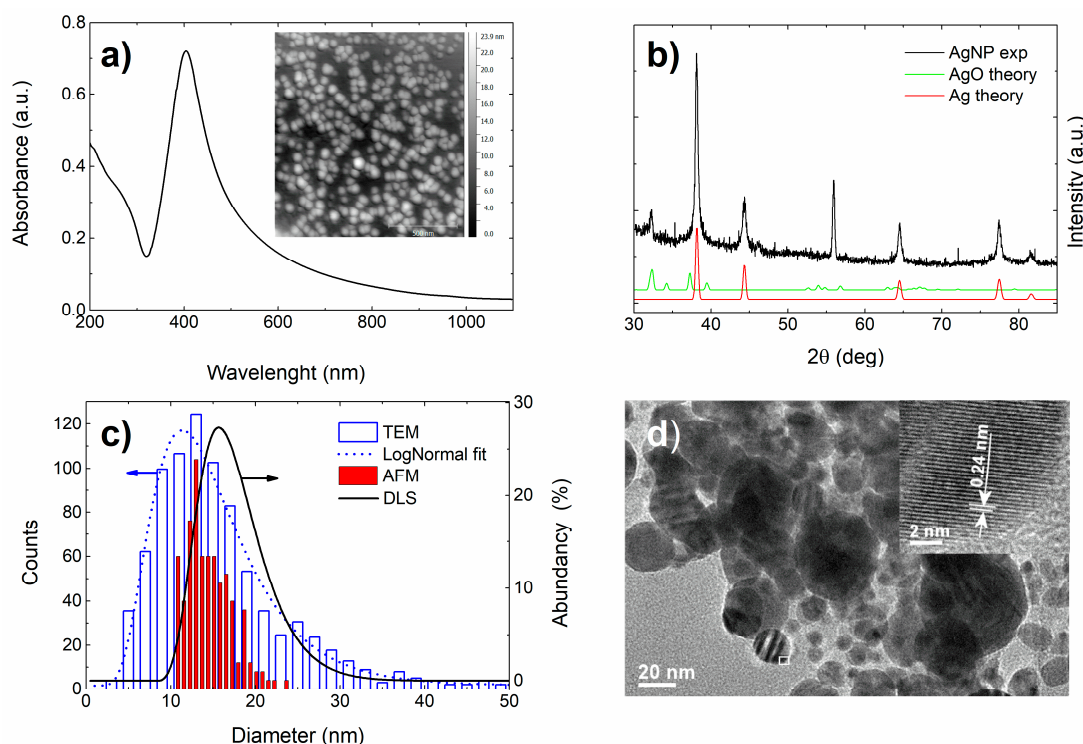 a)
0.8
0.6
0.4
0.2
0.0
Absorbance (a.u.)
200 400 600 800 1000
Wavelenght (nm)
23.9 nm
22.0
20.0
18.0
16.0
14.0
12.0
10.0
8.0
6.0
4.0
2.0
0.0
500 nm
b)
AgNP exp
AgO theory
Ag theory
Intensity (a.u.)
30 40 50 60 70 80
2θ (deg)
c)
120
100
80
60
40
20
0
Counts
TEM
LogNormal fit
AFM
DLS
30
20
10
0
Abundancy (%)
0 10 20 30 40 50
Diameter (nm)
d)
0.24 nm
2 nm
20 nm